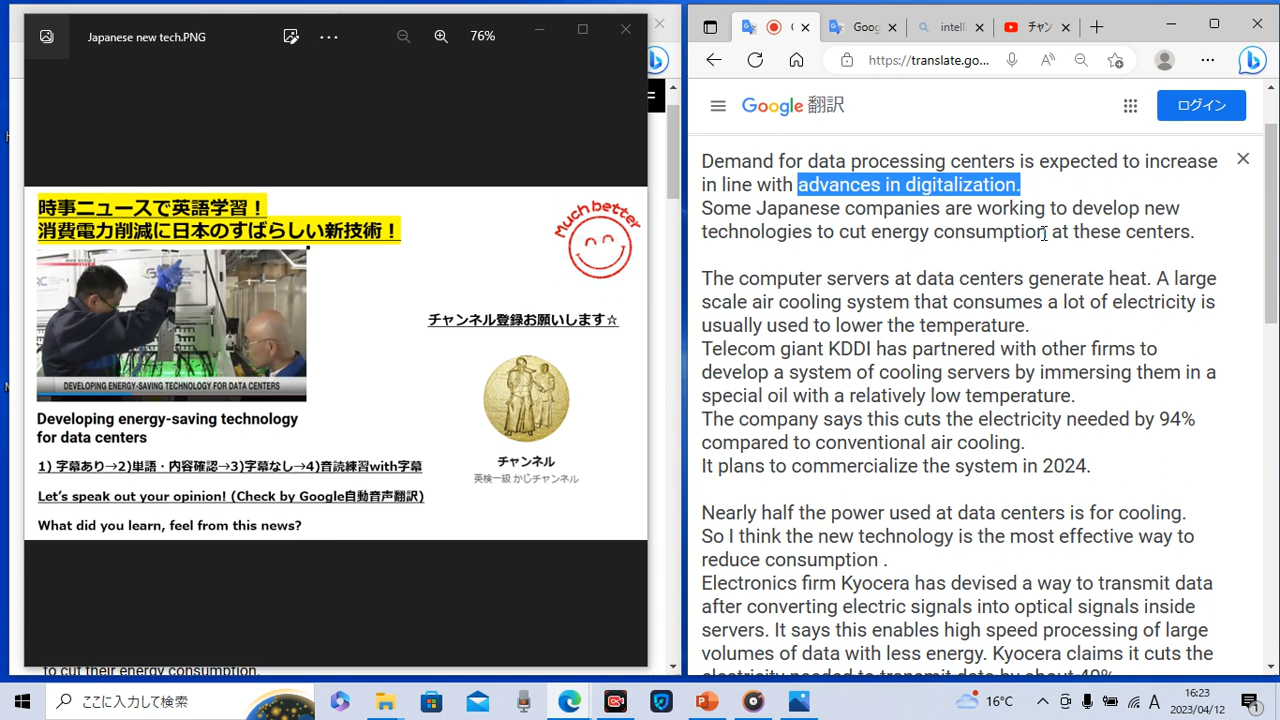 Japanese new tech.PNG
76%
時事ニュースで英語学習！
消費電力削減に日本のすばらしい新技術！
Much better
DEVELOPING ENERGY-SAVING TECHNOLOGY FOR DATA CENTERS
チャンネル登録お願いします☆
Developing energy-saving technology
for data centers
チャンネル
英検一級 かじチャンネル
1) 字幕あり→2)単語・内容確認→3)字幕なし→4)音読練習with字幕
Let's speak out your opinion! (Check by Google自動音声翻訳)
What did you learn, feel from this news?
to cut their energy consumption.
Goog
intelli
チャン
https://translate.go...
Google 翻訳
ログイン
Demand for data processing centers is expected to increase
in line with advances in digitalization.
Some Japanese companies are working to develop new
technologies to cut energy consumption at these centers.
The computer servers at data centers generate heat. A large
scale air cooling system that consumes a lot of electricity is
usually used to lower the temperature.
Telecom giant KDDI has partnered with other firms to
develop a system of cooling servers by immersing them in a
special oil with a relatively low temperature.
The company says this cuts the electricity needed by 94%
compared to conventional air cooling.
It plans to commercialize the system in 2024.
Nearly half the power used at data centers is for cooling.
So I think the new technology is the most effective way to
reduce consumption .
Electronics firm Kyocera has devised a way to transmit data
after converting electric signals into optical signals inside
servers. It says this enables high speed processing of large
volumes of data with less energy. Kyocera claims it cuts the
electricity needed to transmit data by about 40%
ここに入力して検索
16°C
A
16:23
2023/04/12